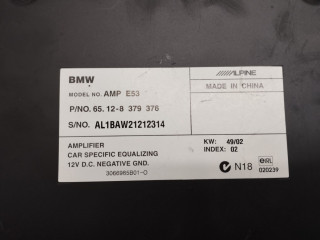 BMW
ALPINE
MODEL NO. AMP E53
MADE IN CHINA
P/NO. 65. 12-8 379 376
S/NO. AL1BAW21212314
AMPLIFIER
CAR SPECIFIC EQUALIZING
12V D.C. NEGATIVE GND.
3068985B01-O
KW: 49/02
INDEX: 02
N18
020239